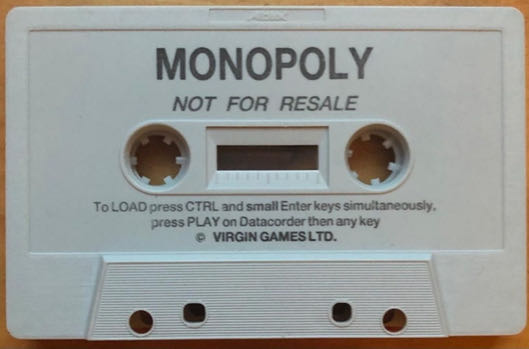 MONOPOLY
NOT FOR RESALE
To LOAD press CTRL and small Enter keys simultaneously,
press PLAY on Datacorder then any key
© VIRGIN GAMES LTD.